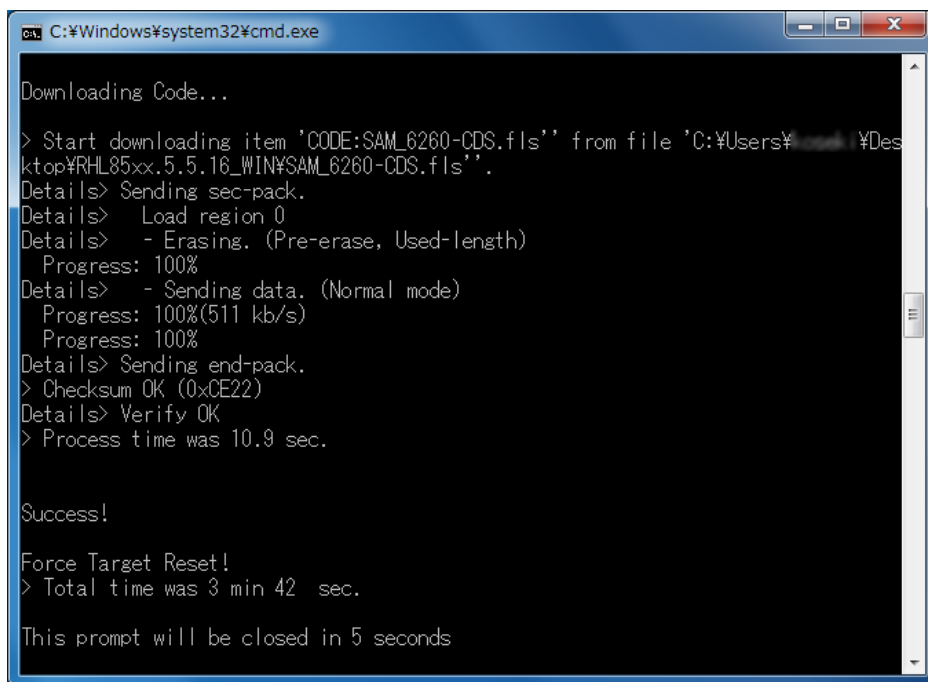 C:¥Windows¥system32¥cmd.exe
Downloading Code...
> Start downloading item 'CODE:SAM_6260-CDS.fls'' from file 'C:¥Users¥ ¥Des
ktop¥RHL85xx.5.5.16_WIN¥SAM_6260-CDS.fls''.
Details> Sending sec-pack.
Details>   Load region 0
Details>   - Erasing. (Pre-erase, Used-length)
  Progress: 100%
Details>   - Sending data. (Normal mode)
  Progress: 100%(511 kb/s)
  Progress: 100%
Details> Sending end-pack.
> Checksum OK (0xCE22)
Details> Verify OK
> Process time was 10.9 sec.
Success!
Force Target Reset!
> Total time was 3 min 42  sec.
This prompt will be closed in 5 seconds